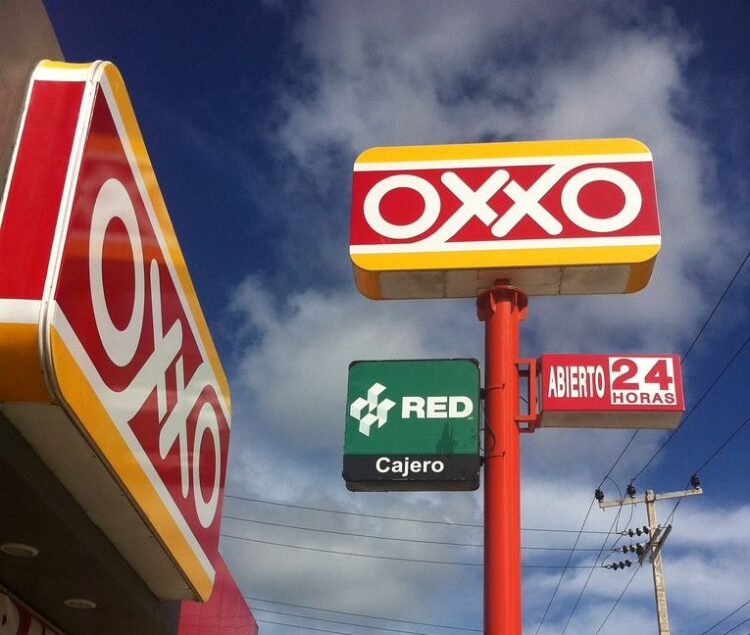 OXXO
OXXO
RED
Cajero
ABIERTO 24
HORAS